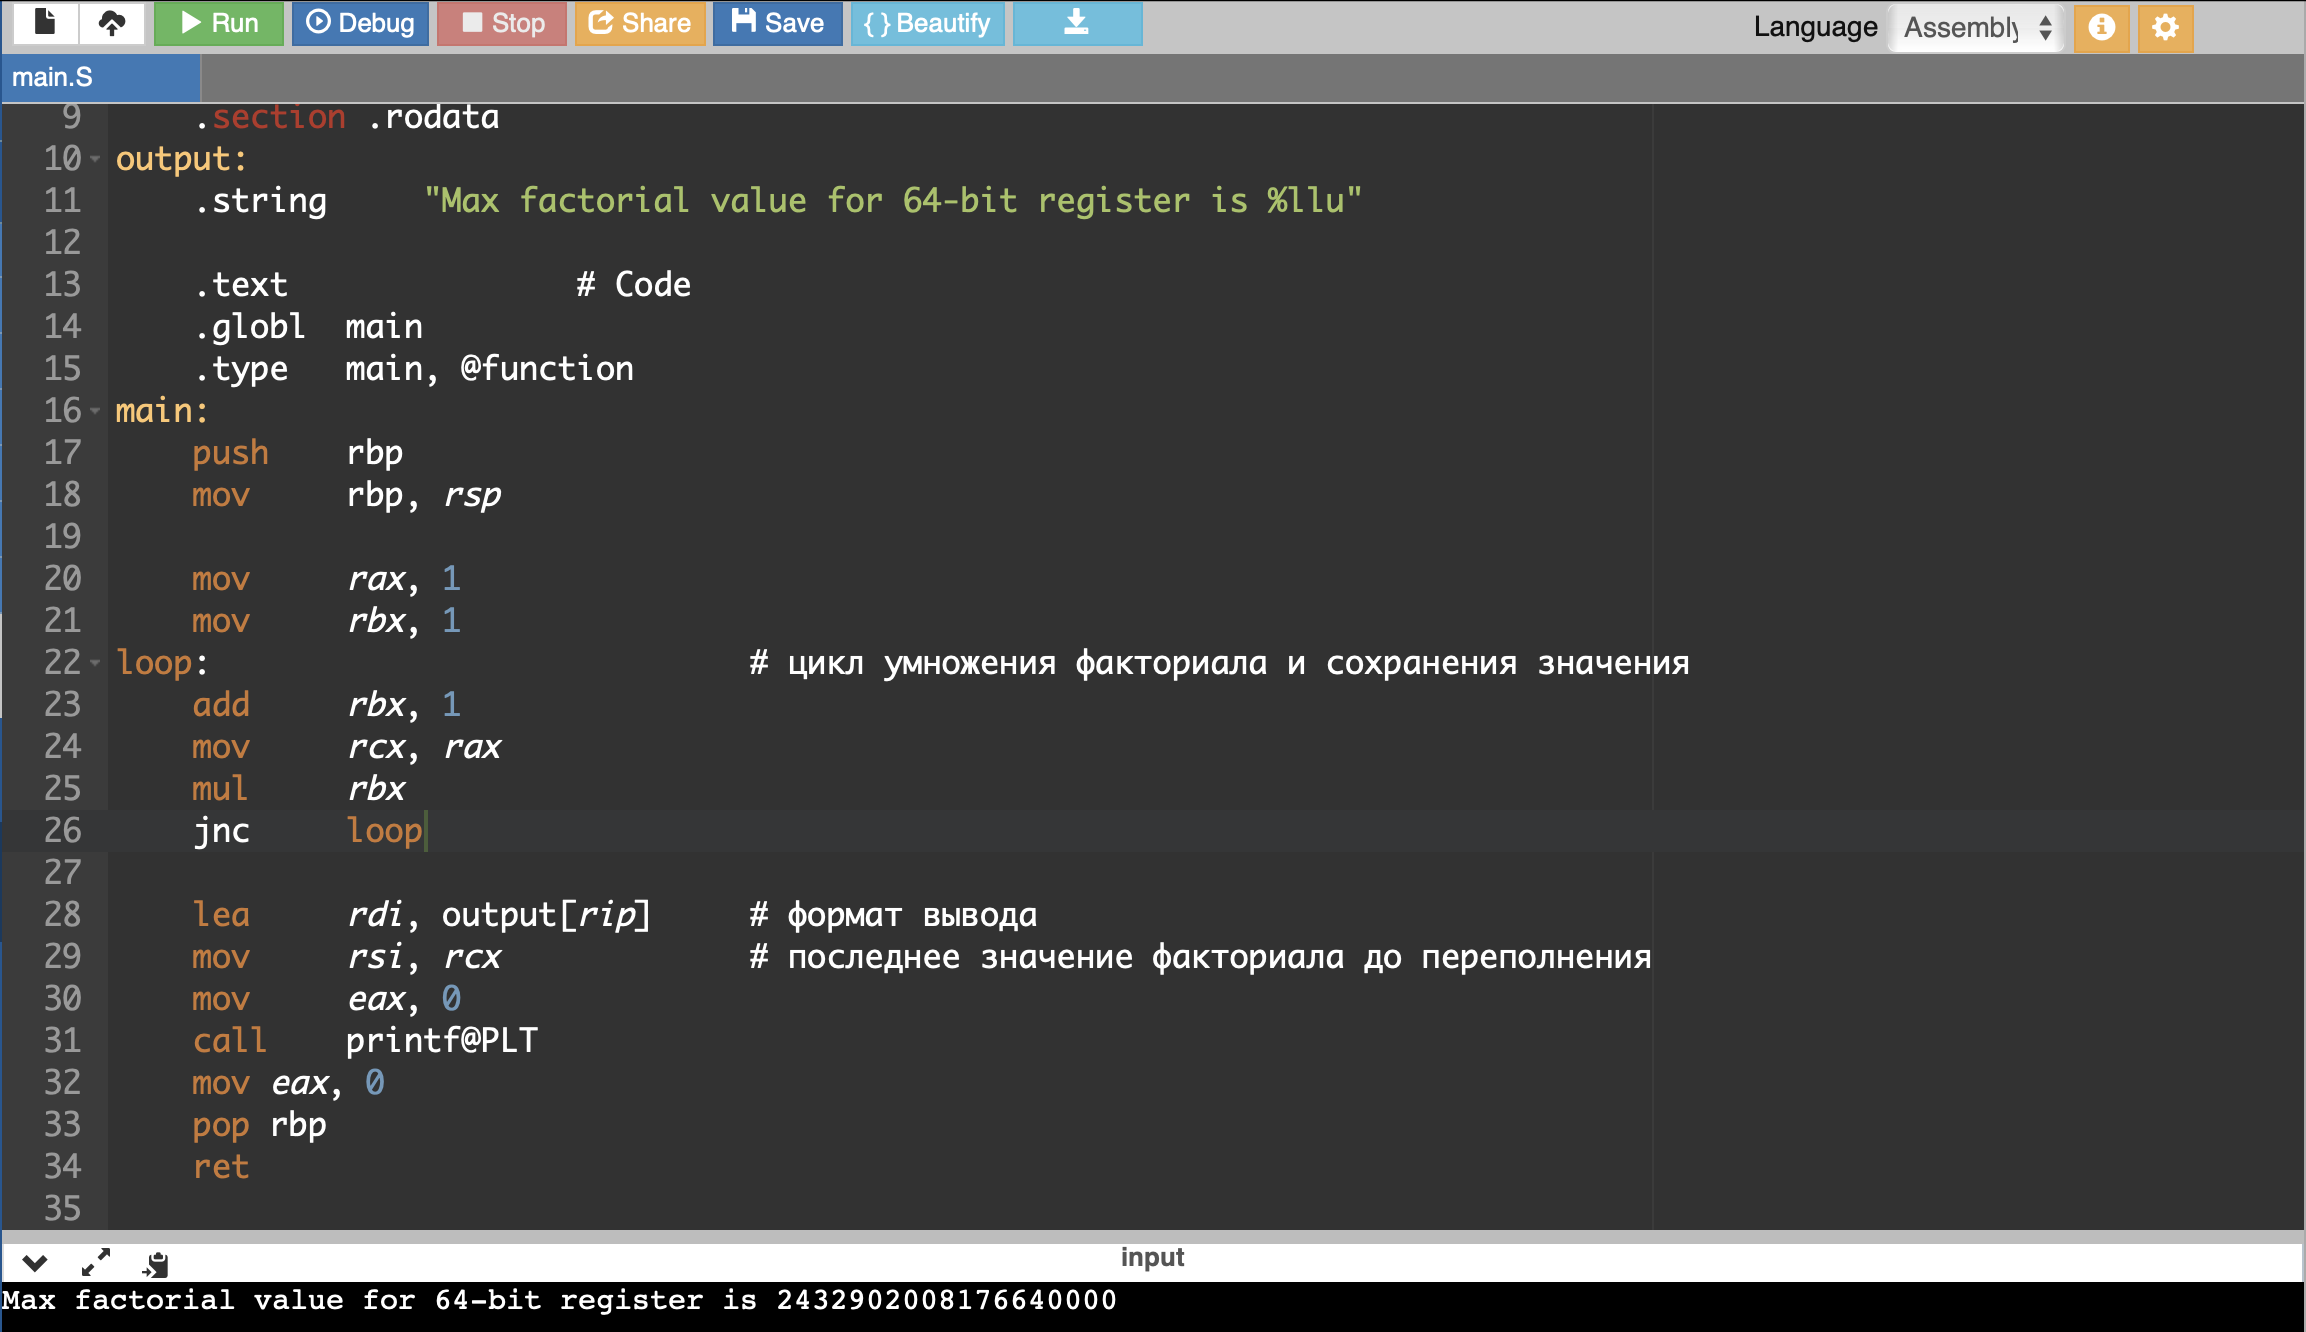 Run Debug Stop Share Save { } Beautify Language Assembly
main.S
9 .section .rodata
10 output:
11 .string "Max factorial value for 64-bit register is %llu"
12
13 .text # Code
14 .globl main
15 .type main, @function
16 main:
17 push rbp
18 mov rbp, rsp
19
20 mov rax, 1
21 mov rbx, 1
22 loop: # цикл умножения факториала и сохранения значения
23 add rbx, 1
24 mov rcx, rax
25 mul rbx
26 jnc loop
27
28 lea rdi, output[rip] # формат вывода
29 mov rsi, rcx # последнее значение факториала до переполнения
30 mov eax, 0
31 call printf@PLT
32 mov eax, 0
33 pop rbp
34 ret
35
input
Max factorial value for 64-bit register is 2432902008176640000